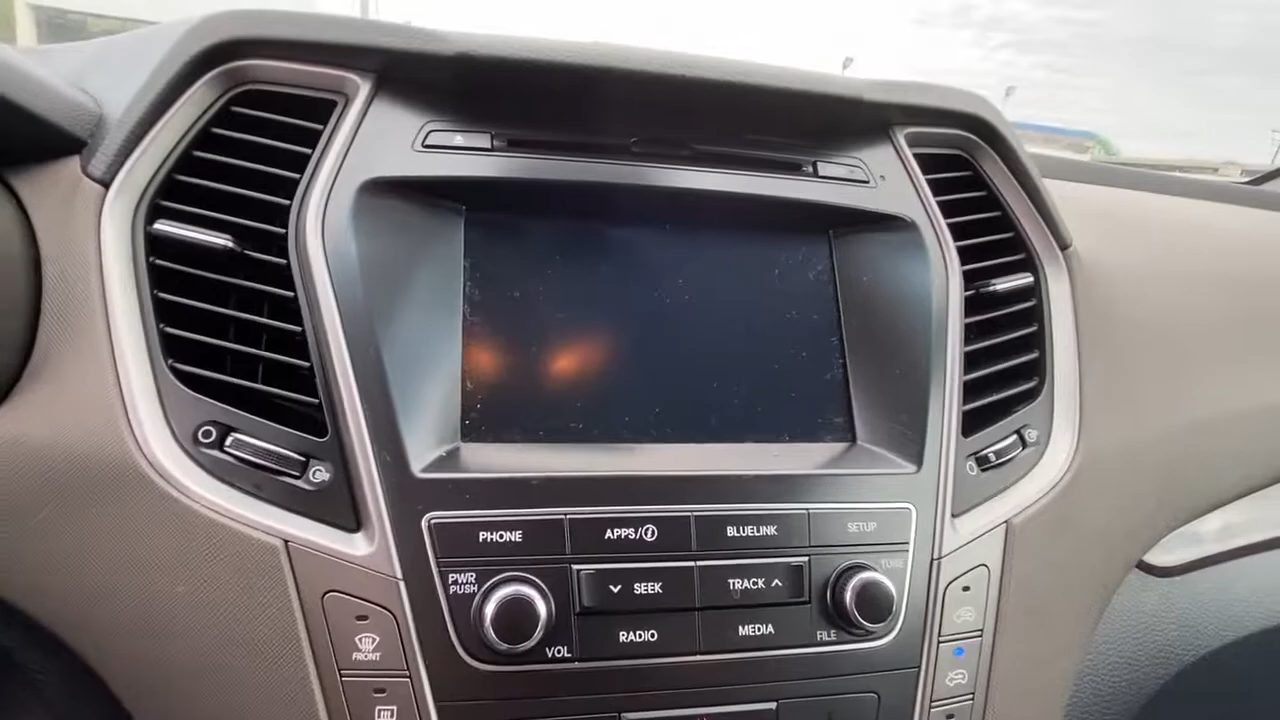 PHONE
APPS/i
BLUELINK
SETUP
PWR
PUSH
SEEK
TRACK
TUNE
RADIO
MEDIA
VOL
FILE
FRONT